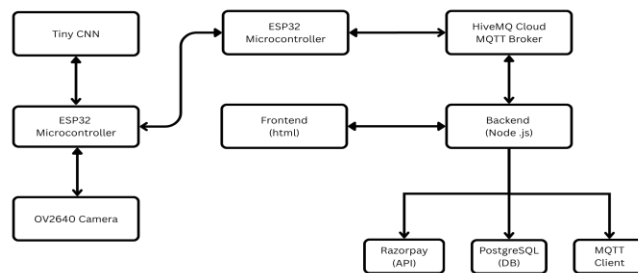 Tiny CNN
ESP32
Microcontroller
HiveMQ Cloud
MQTT Broker
ESP32
Microcontroller
Frontend
(html)
Backend
(Node .js)
OV2640 Camera
Razorpay
(API)
PostgreSQL
(DB)
MQTT
Client